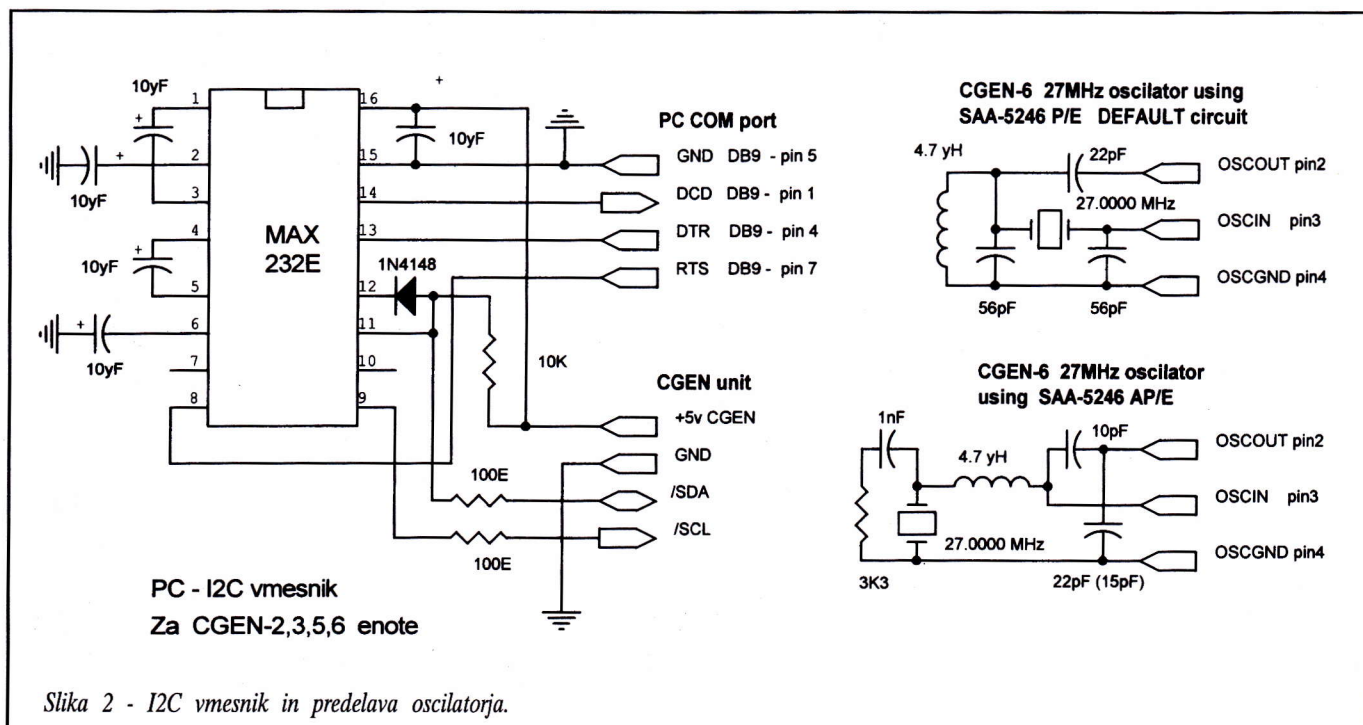 10yF
+
10yF
10yF
10yF
+
+
+
+
1
2
3
4
5
6
7
8
MAX
232E
16
15
14
13
12
11
10
9
+
10yF
1N4148
10K
100E
100E
PC COM port
GND DB9 - pin 5
DCD DB9 - pin 1
DTR DB9 - pin 4
RTS DB9 - pin 7
CGEN unit
+5v CGEN
GND
/SDA
/SCL
PC - I2C vmesnik
Za CGEN-2,3,5,6 enote
CGEN-6 27MHz oscilator using
SAA-5246 P/E DEFAULT circuit
4.7 yH
22pF
OSCOUT pin2
27.0000 MHz
OSCIN pin3
OSCGND pin4
56pF
56pF
CGEN-6 27MHz oscilator
using SAA-5246 AP/E
1nF
4.7 yH
10pF
OSCOUT pin2
OSCIN pin3
27.0000 MHz
OSCGND pin4
3K3
22pF (15pF)
Slika 2 - I2C vmesnik in predelava oscilatorja.